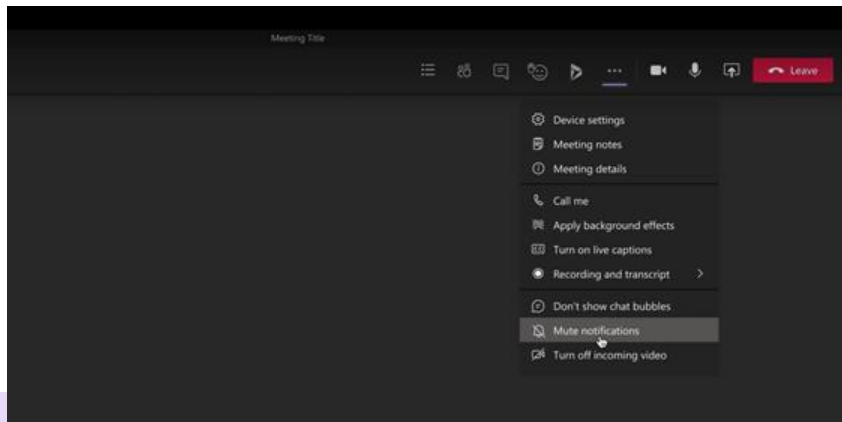 Meeting Title
Leave
Device settings
Meeting notes
Meeting details
Call me
Apply background effects
Turn on live captions
Recording and transcript
Don't show chat bubbles
Mute notifications
Turn off incoming video